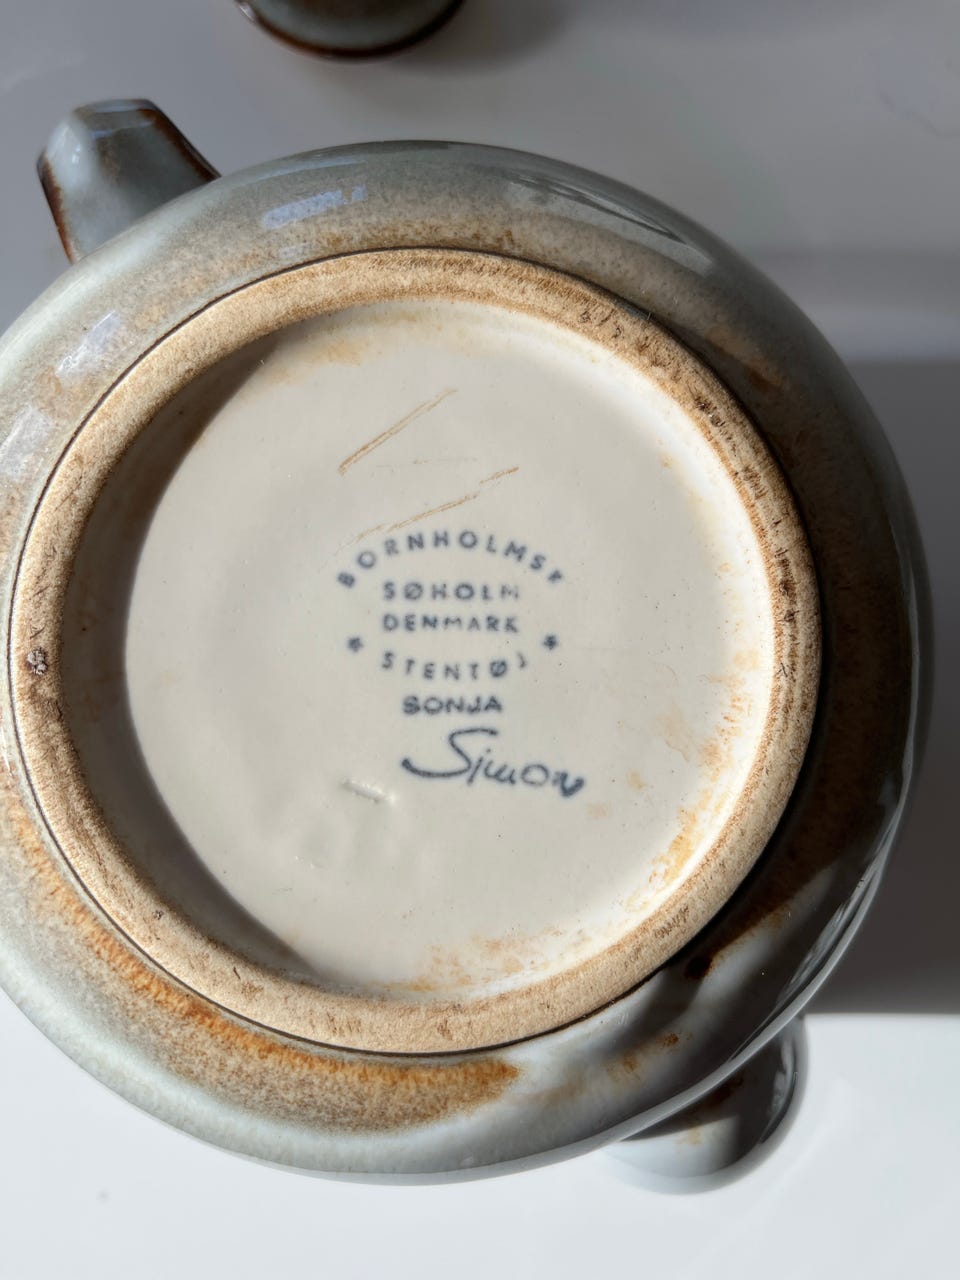 BORNHOLMSK
SØHOLM
DENMARK
* STENTØJ *
SONJA
Simon